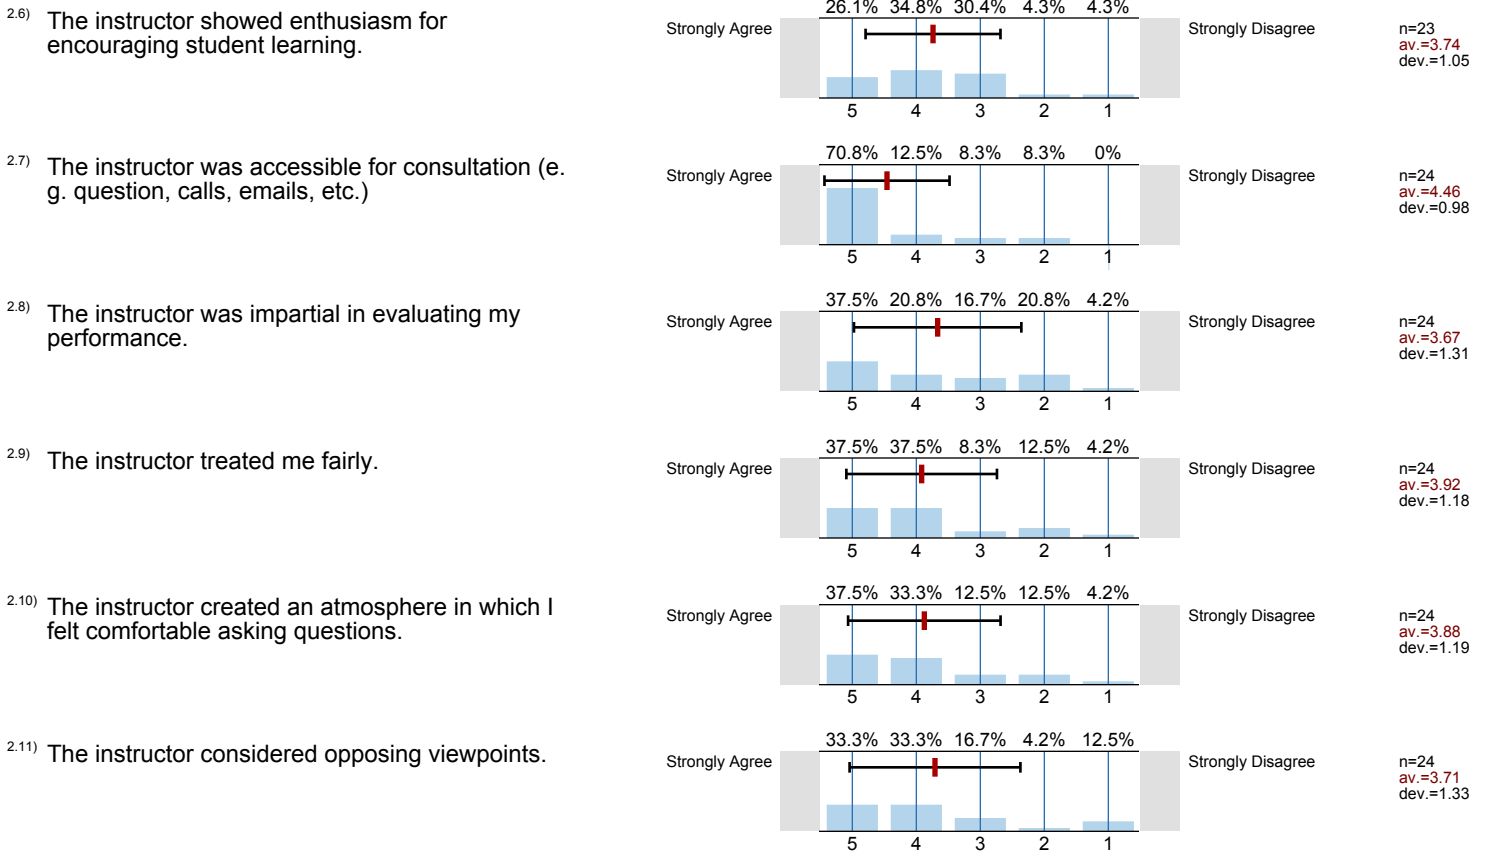 26.1% 34.8% 30.4% 4.3% 4.3%
2.6) The instructor showed enthusiasm for
encouraging student learning.
Strongly Agree Strongly Disagree n=23
av.=3.74
dev.=1.05
5 4 3 2 1
70.8% 12.5% 8.3% 8.3% 0%
2.7) The instructor was accessible for consultation (e.
g. question, calls, emails, etc.)
Strongly Agree Strongly Disagree n=24
av.=4.46
dev.=0.98
5 4 3 2 1
37.5% 20.8% 16.7% 20.8% 4.2%
2.8) The instructor was impartial in evaluating my
performance.
Strongly Agree Strongly Disagree n=24
av.=3.67
dev.=1.31
5 4 3 2 1
37.5% 37.5% 8.3% 12.5% 4.2%
2.9) The instructor treated me fairly.
Strongly Agree Strongly Disagree n=24
av.=3.92
dev.=1.18
5 4 3 2 1
37.5% 33.3% 12.5% 12.5% 4.2%
2.10) The instructor created an atmosphere in which I
felt comfortable asking questions.
Strongly Agree Strongly Disagree n=24
av.=3.88
dev.=1.19
5 4 3 2 1
33.3% 33.3% 16.7% 4.2% 12.5%
2.11) The instructor considered opposing viewpoints.
Strongly Agree Strongly Disagree n=24
av.=3.71
dev.=1.33
5 4 3 2 1